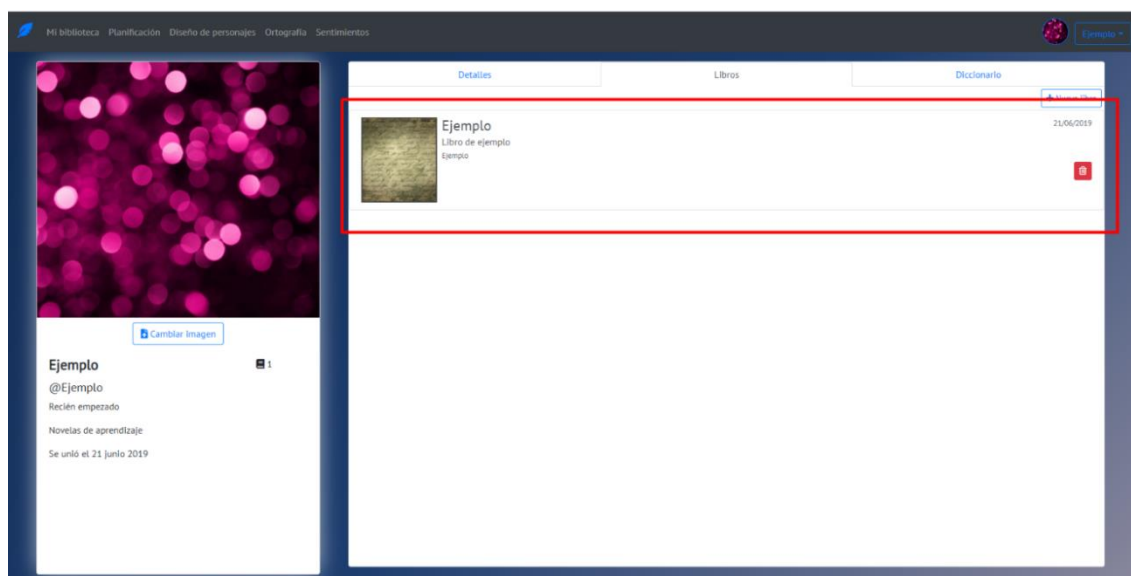 Mi biblioteca Planificación Diseño de personajes Ortografía Sentimientos
Ejemplo
Detalles
Libros
Diccionario
Ejemplo
21/06/2019
Libro de ejemplo
Ejemplo
Cambiar Imagen
Ejemplo
1
@Ejemplo
Recién empezado
Novelas de aprendizaje
Se unió el 21 junio 2019